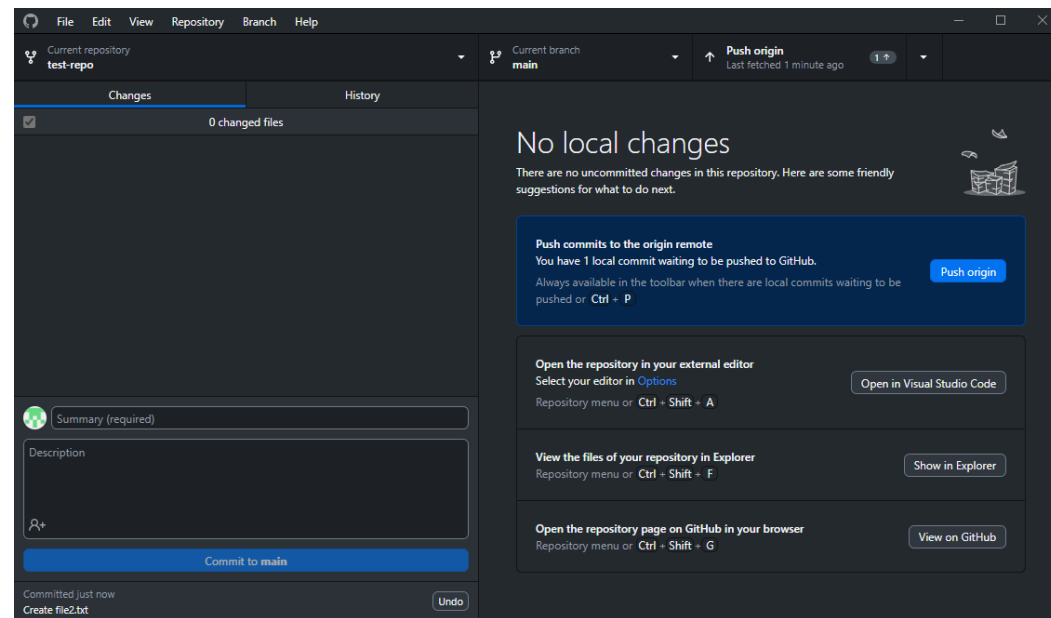 File Edit View Repository Branch Help
Current repository
test-repo
Current branch
main
Push origin
Last fetched 1 minute ago
1
Changes History
0 changed files
No local changes
There are no uncommitted changes in this repository. Here are some friendly
suggestions for what to do next.
Push commits to the origin remote
You have 1 local commit waiting to be pushed to GitHub.
Always available in the toolbar when there are local commits waiting to be
pushed or Ctrl + P
Push origin
Open the repository in your external editor
Select your editor in Options
Repository menu or Ctrl + Shift + A
Open in Visual Studio Code
View the files of your repository in Explorer
Repository menu or Ctrl + Shift + F
Show in Explorer
Open the repository page on GitHub in your browser
Repository menu or Ctrl + Shift + G
View on GitHub
Summary (required)
Description
Commit to main
Committed just now
Create file2.txt
Undo